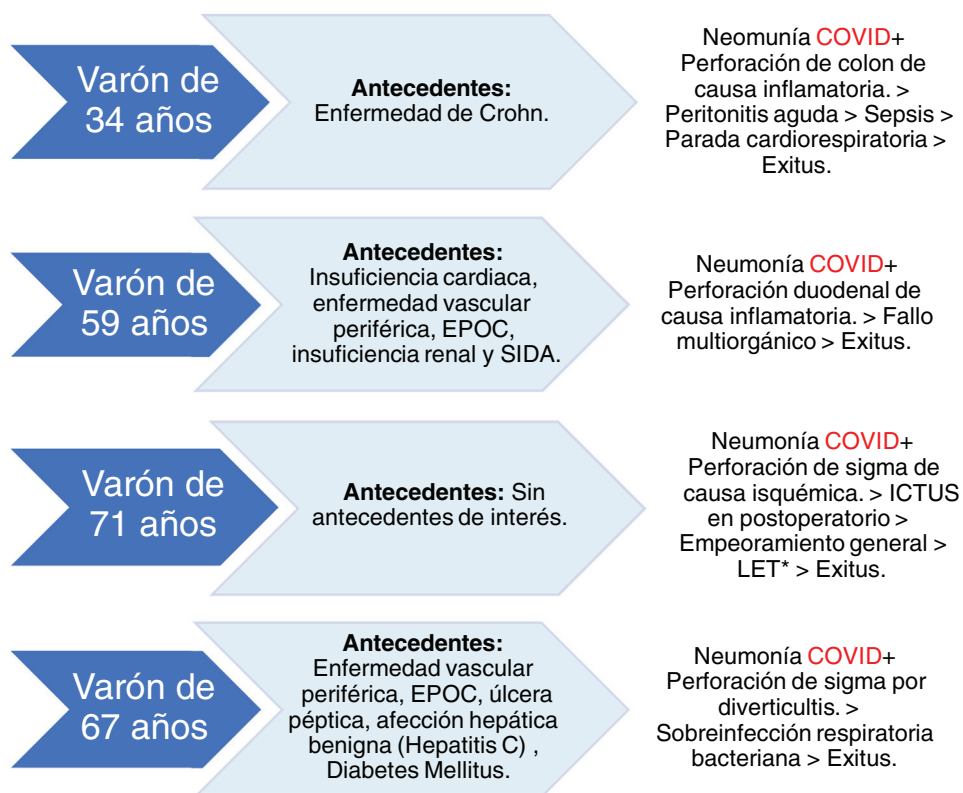 Varón de
34 años
Antecedentes:
Enfermedad de Crohn.
Neomunía COVID+
Perforación de colon de
causa inflamatoria. >
Peritonitis aguda > Sepsis >
Parada cardiorespiratoria >
Exitus.
Varón de
59 años
Antecedentes:
Insuficiencia cardiaca,
enfermedad vascular
periférica, EPOC,
insuficiencia renal y SIDA.
Neumonía COVID+
Perforación duodenal de
causa inflamatoria. > Fallo
multiorgánico > Exitus.
Varón de
71 años
Antecedentes: Sin
antecedentes de interés.
Neumonía COVID+
Perforación de sigma de
causa isquémica. > ICTUS
en postoperatorio >
Empeoramiento general >
LET* > Exitus.
Varón de
67 años
Antecedentes:
Enfermedad vascular
periférica, EPOC, úlcera
péptica, afección hepática
benigna (Hepatitis C) ,
Diabetes Mellitus.
Neumonía COVID+
Perforación de sigma por
diverticultis. >
Sobreinfección respiratoria
bacteriana > Exitus.